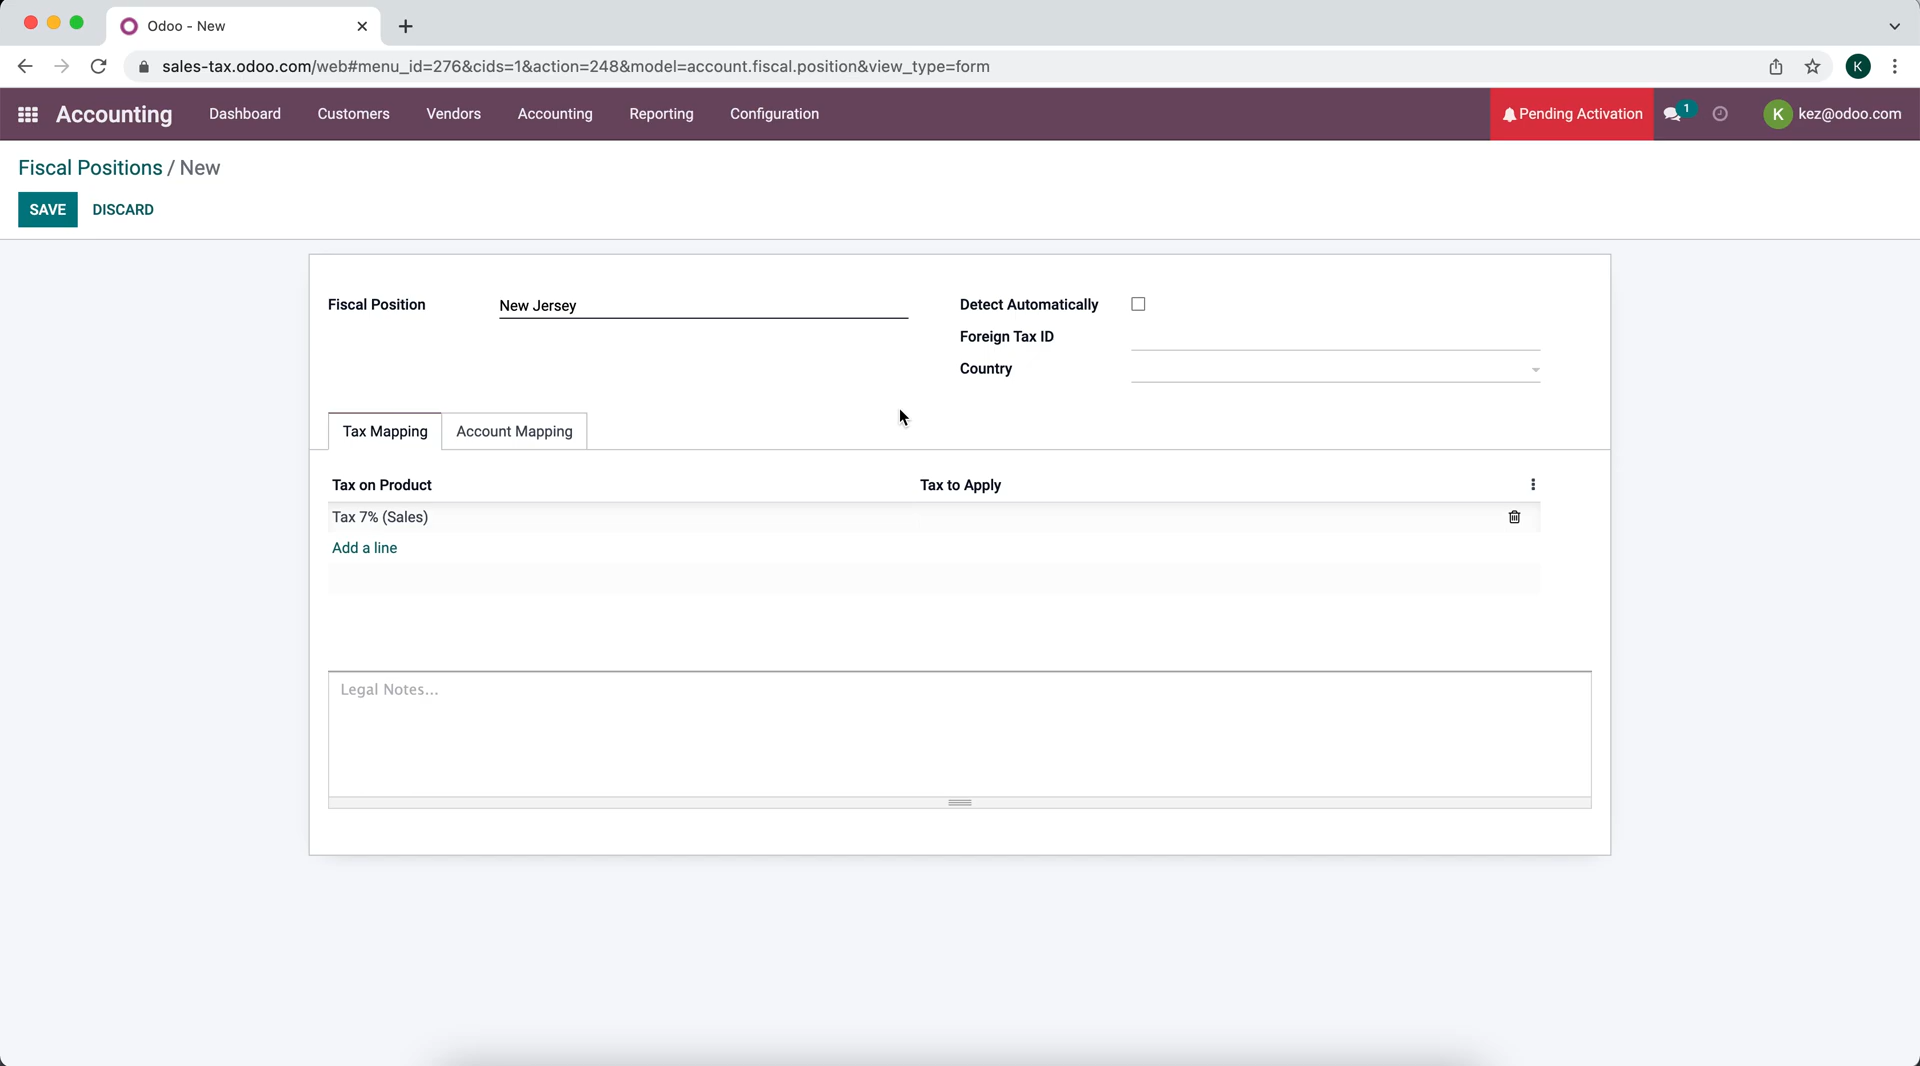 Odoo - New
sales-tax.odoo.com/web#menu_id=276&cids=1&action=248&model=account.fiscal.position&view_type=form
K
Accounting Dashboard Customers Vendors Accounting Reporting Configuration Pending Activation 1 K kez@odoo.com
Fiscal Positions / New
SAVE DISCARD
Fiscal Position New Jersey Detect Automatically
Foreign Tax ID
Country
Tax Mapping Account Mapping
Tax on Product Tax to Apply
Tax 7% (Sales)
Add a line
Legal Notes...